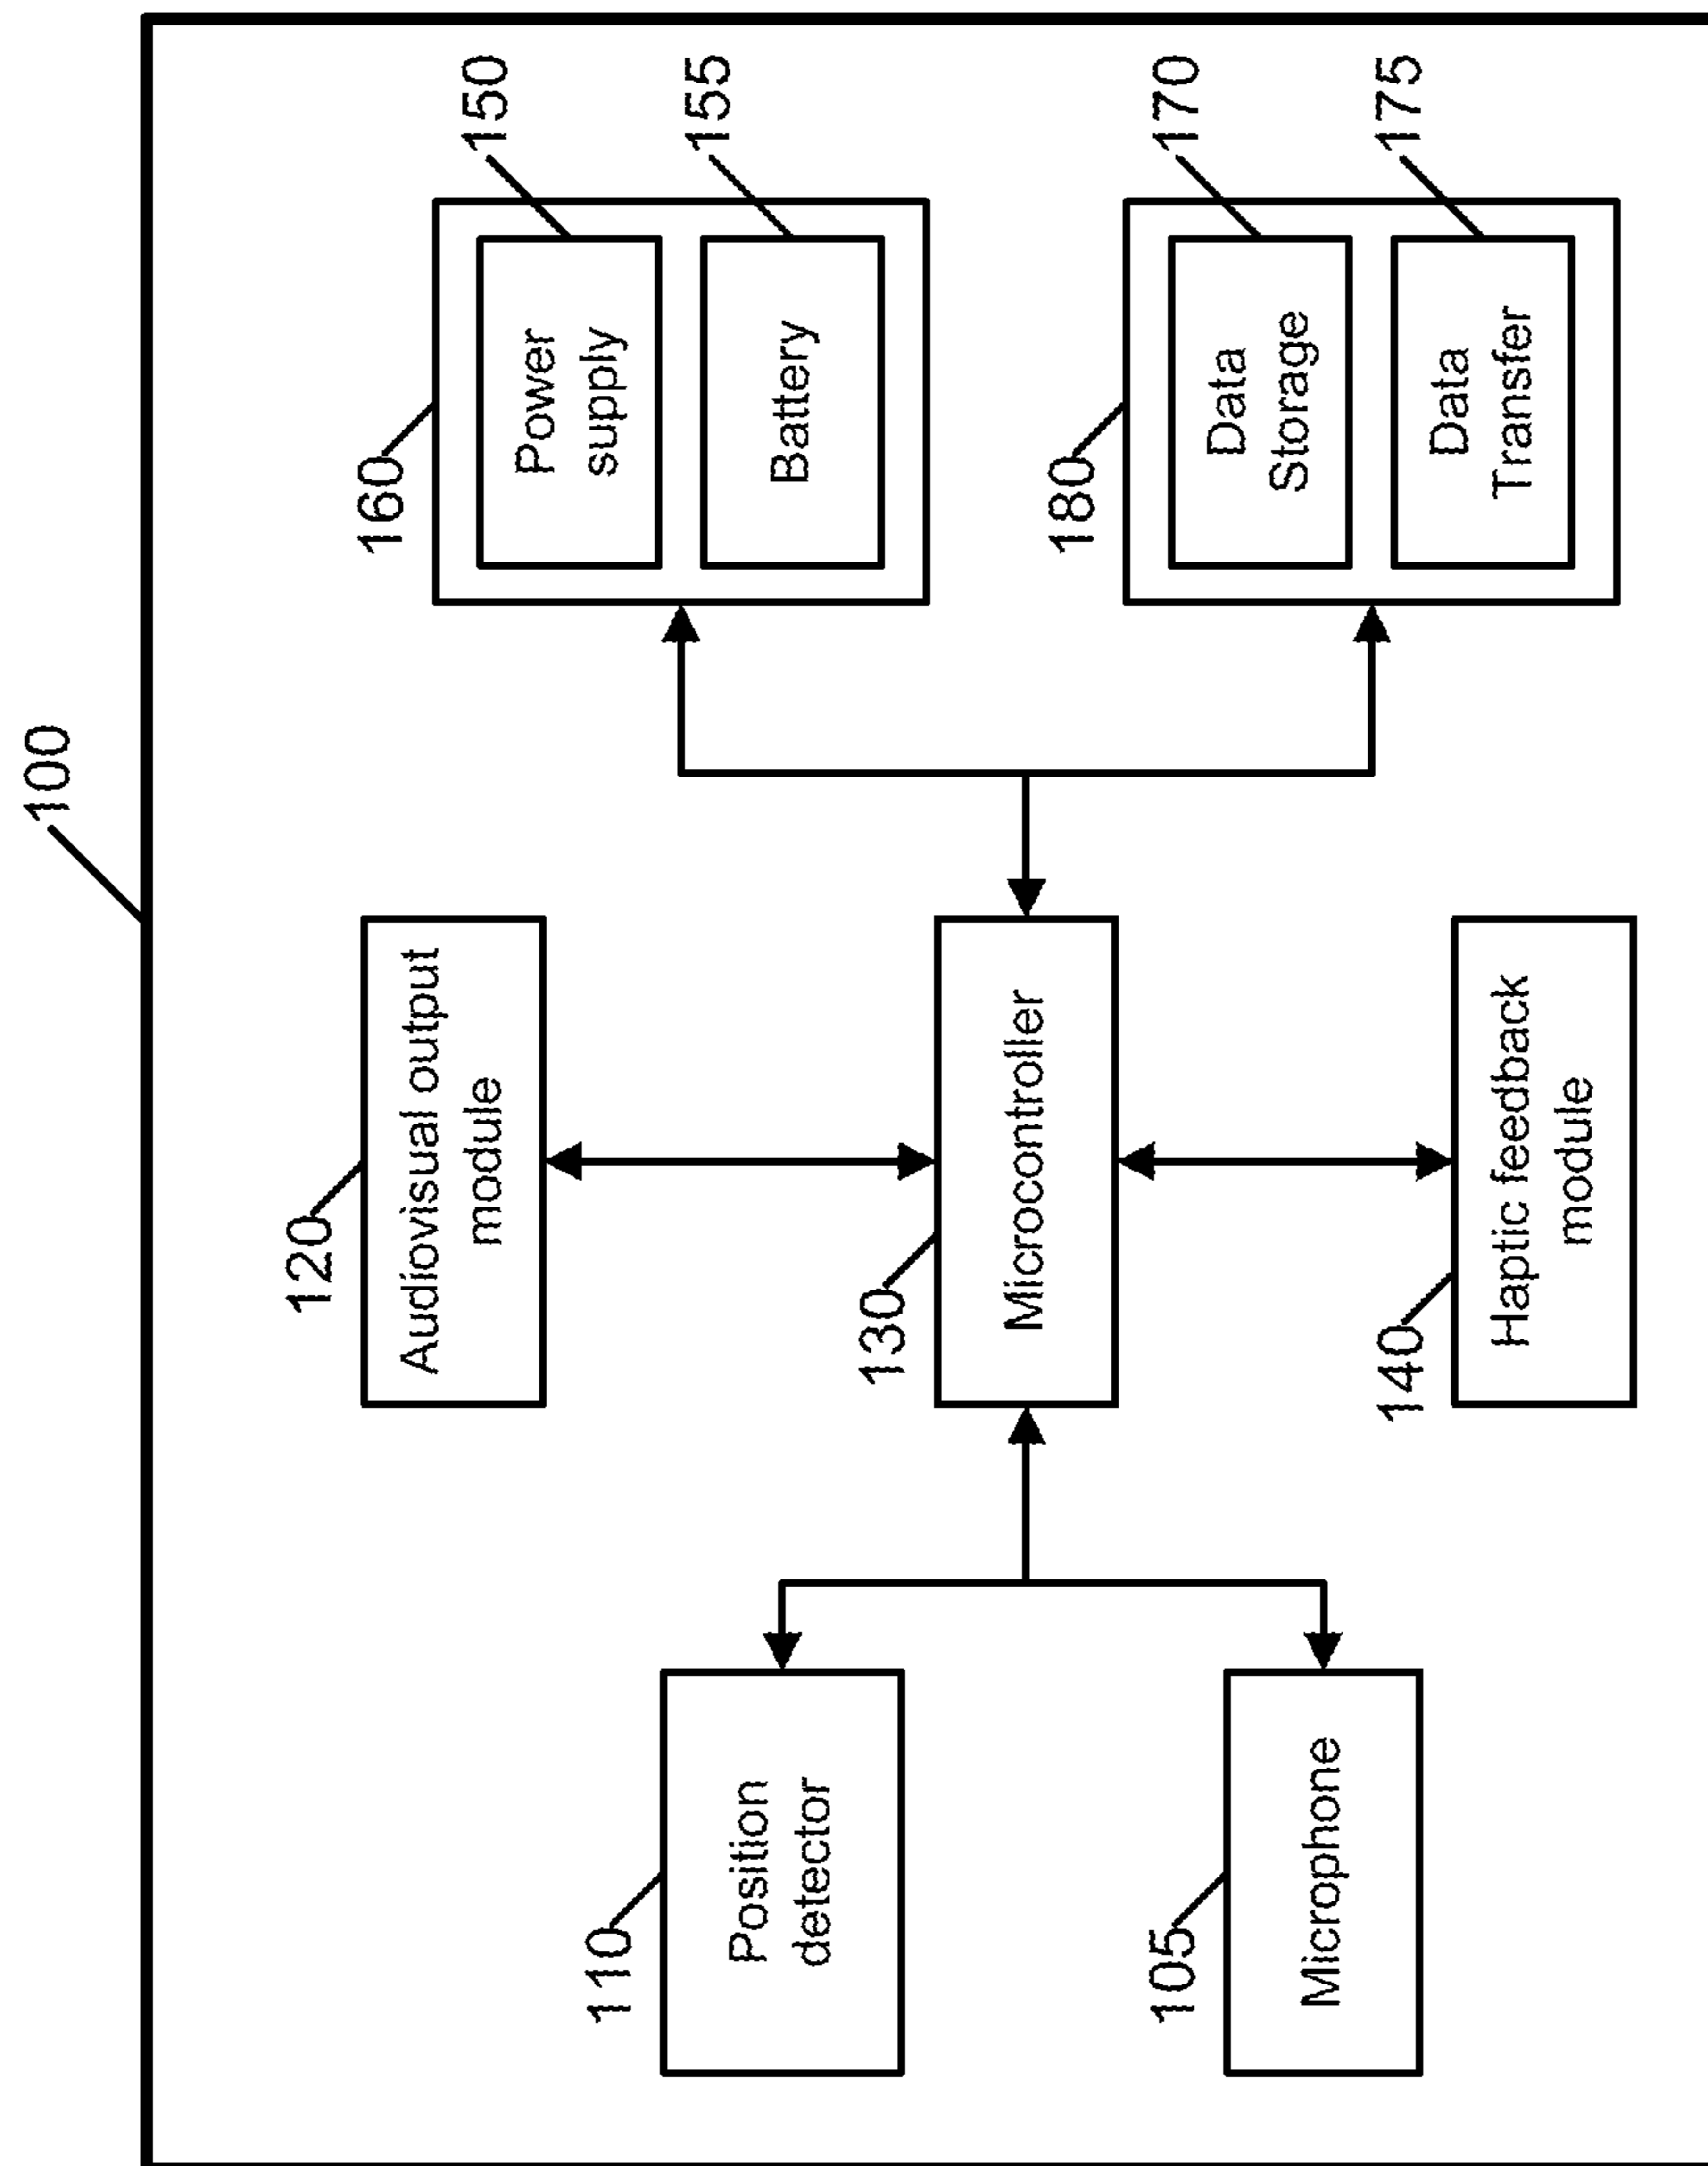 100
120
Audiovisual output
module
160
150
Power
supply
155
Battery
110
Position
detector
130
Microcontroller
180
170
Data
Storage
175
Data
Transfer
105
Microphone
140
Haptic feedback
module